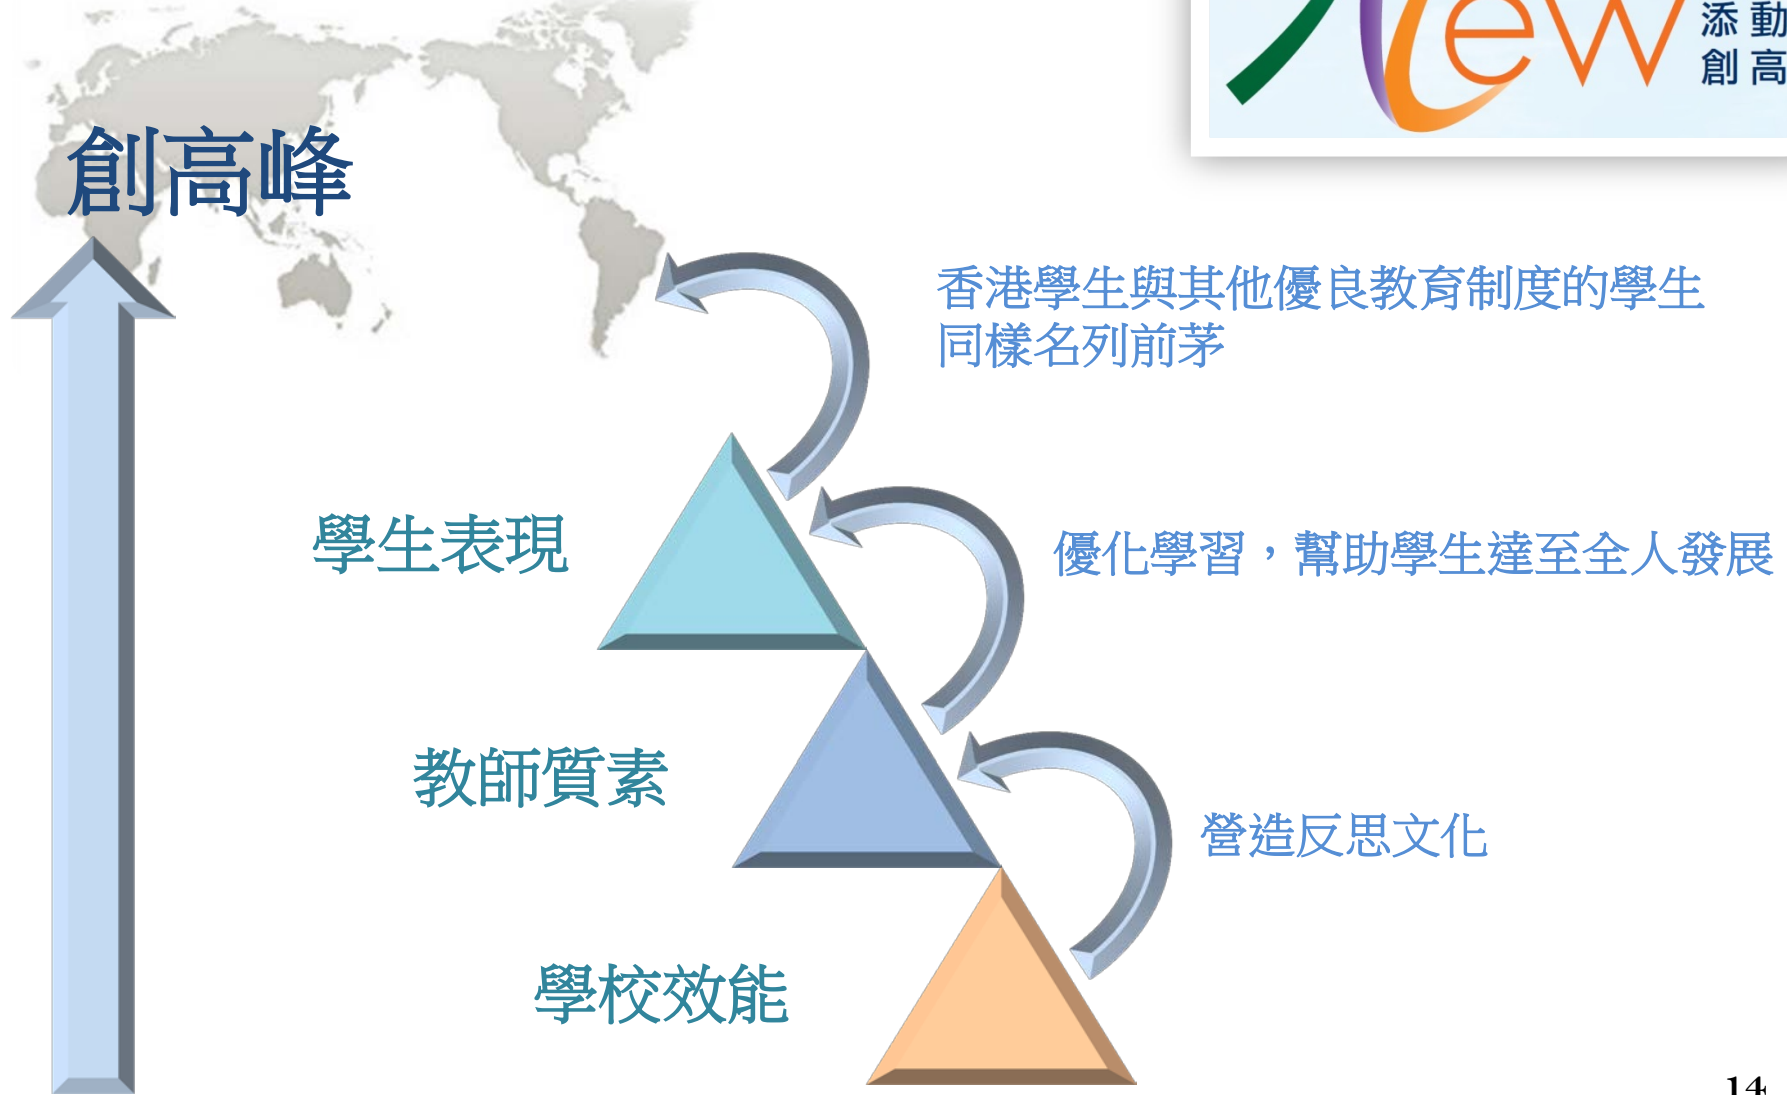 new
添動
創高
創高峰
香港學生與其他優良教育制度的學生
同樣名列前茅
學生表現
優化學習，幫助學生達至全人發展
教師質素
營造反思文化
學校效能
14